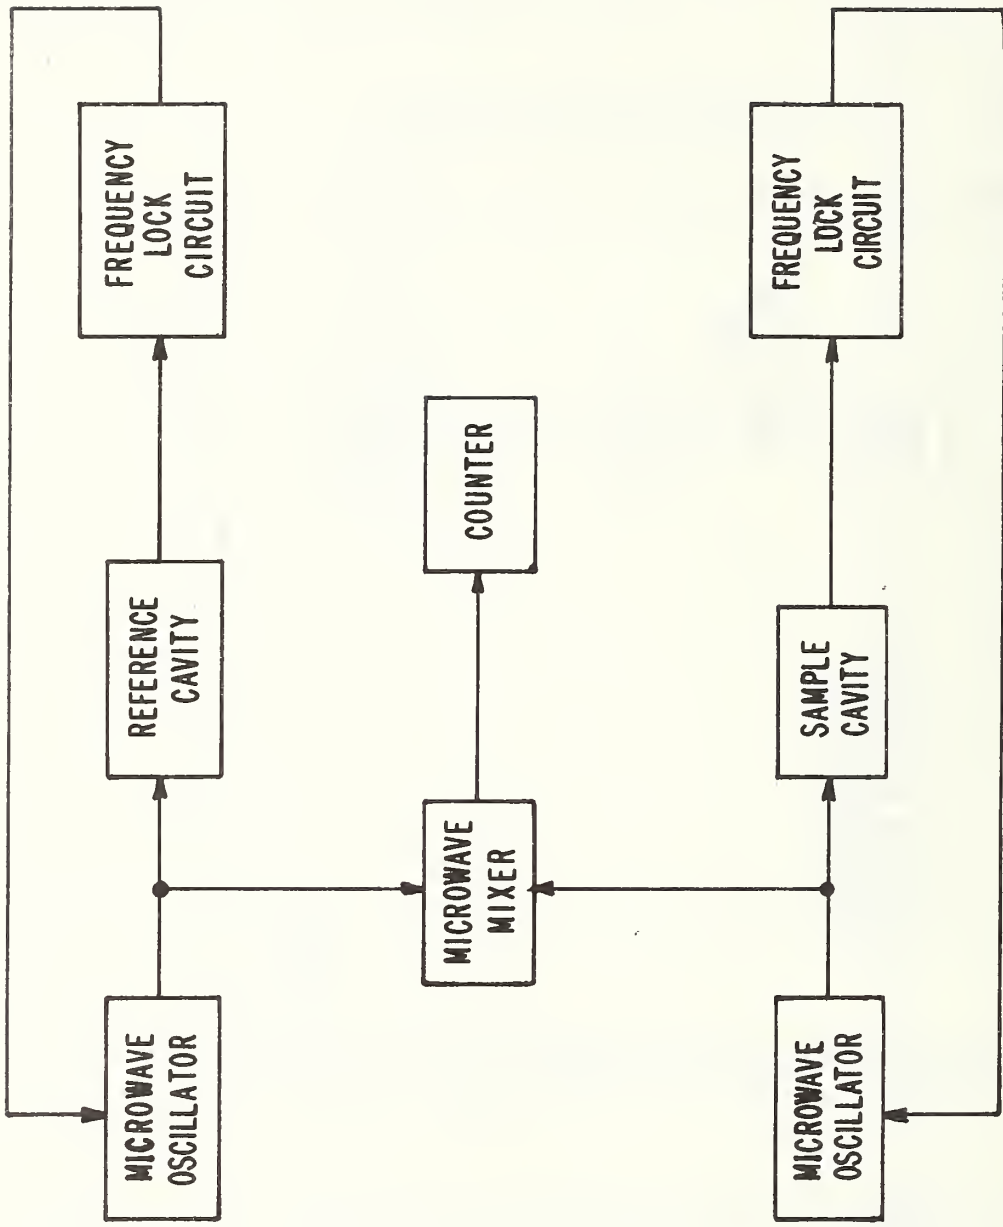 MICROWAVE
OSCILLATOR
REFERENCE
CAVITY
FREQUENCY
LOCK
CIRCUIT
MICROWAVE
MIXER
COUNTER
MICROWAVE
OSCILLATOR
SAMPLE
CAVITY
FREQUENCY
LOCK
CIRCUIT